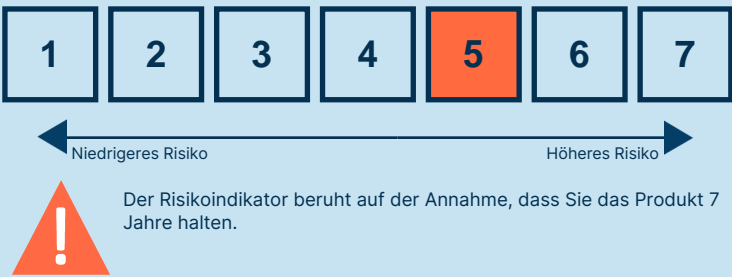 1 2 3 4 5 6 7
Niedrigeres Risiko Höheres Risiko
!
Der Risikoindikator beruht auf der Annahme, dass Sie das Produkt 7
Jahre halten.